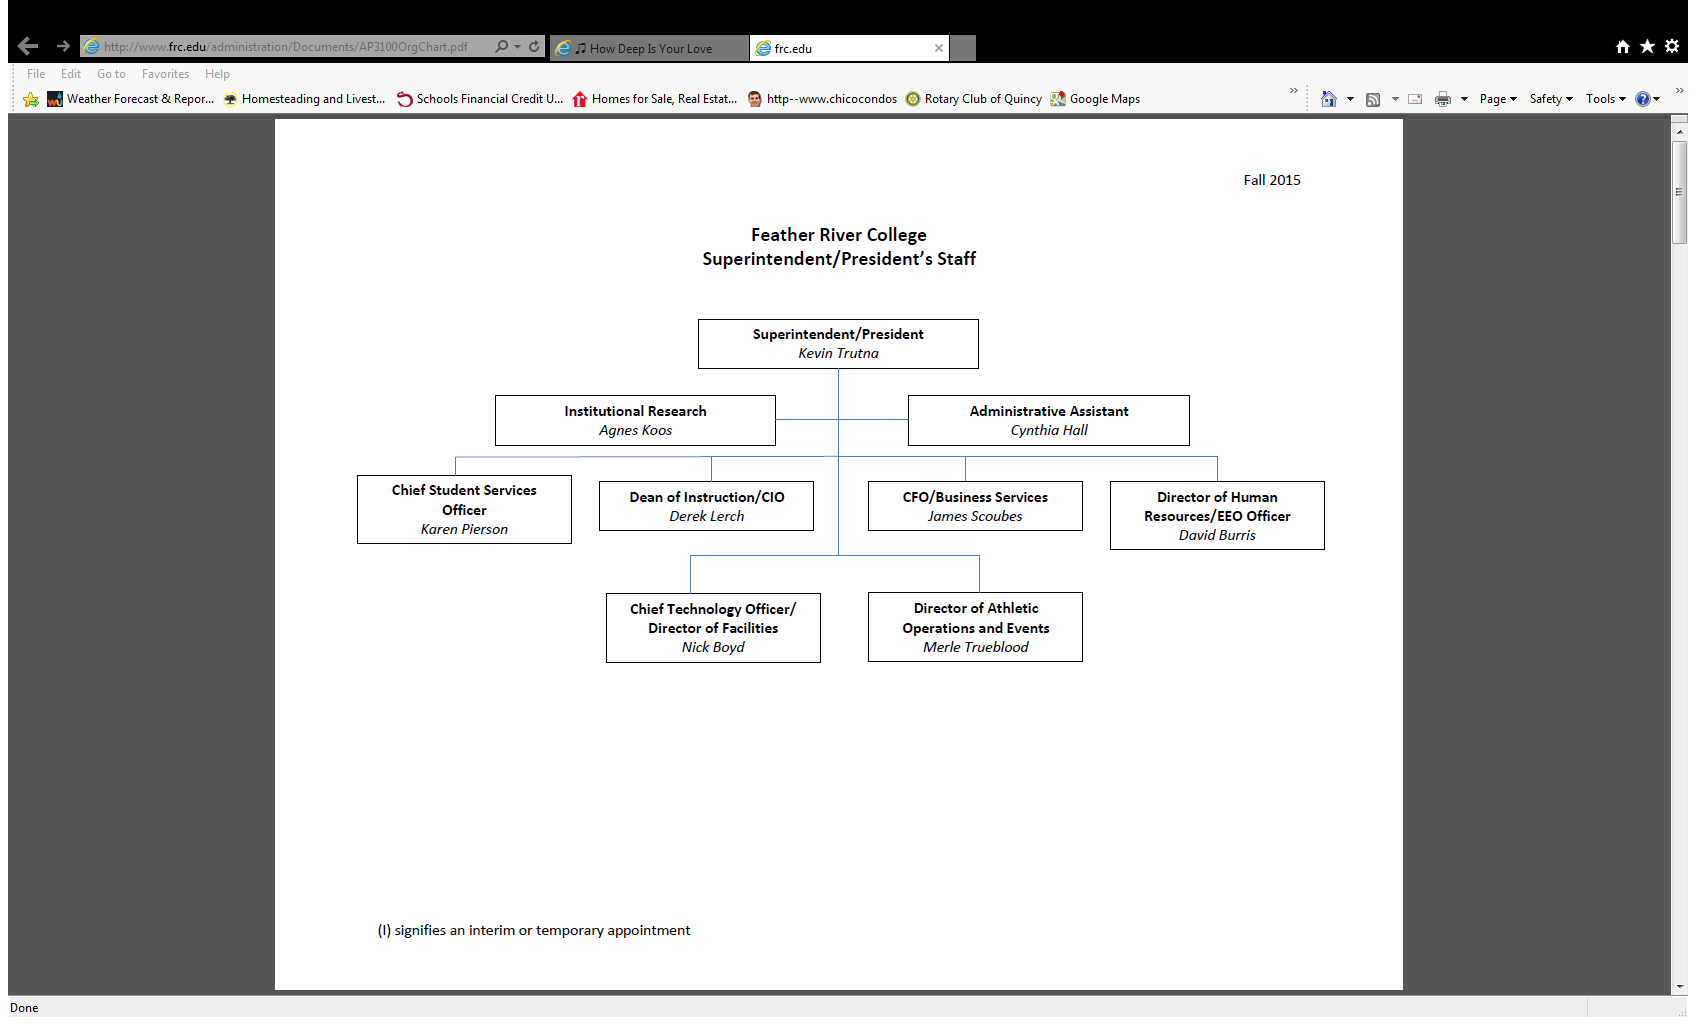 http://www.frc.edu/administration/Documents/AP3100OrgChart.pdf
How Deep Is Your Love
frc.edu
File Edit Go to Favorites Help
Weather Forecast & Repor... Homesteading and Livest... Schools Financial Credit U... Homes for Sale, Real Estat... http--www.chicocondos Rotary Club of Quincy Google Maps
Page Safety Tools
Fall 2015
Feather River College
Superintendent/President's Staff
Superintendent/President
Kevin Trutna
Institutional Research
Agnes Koos
Administrative Assistant
Cynthia Hall
Chief Student Services
Officer
Karen Pierson
Dean of Instruction/CIO
Derek Lerch
CFO/Business Services
James Scoubes
Director of Human
Resources/EEO Officer
David Burris
Chief Technology Officer/
Director of Facilities
Nick Boyd
Director of Athletic
Operations and Events
Merle Trueblood
(I) signifies an interim or temporary appointment
Done